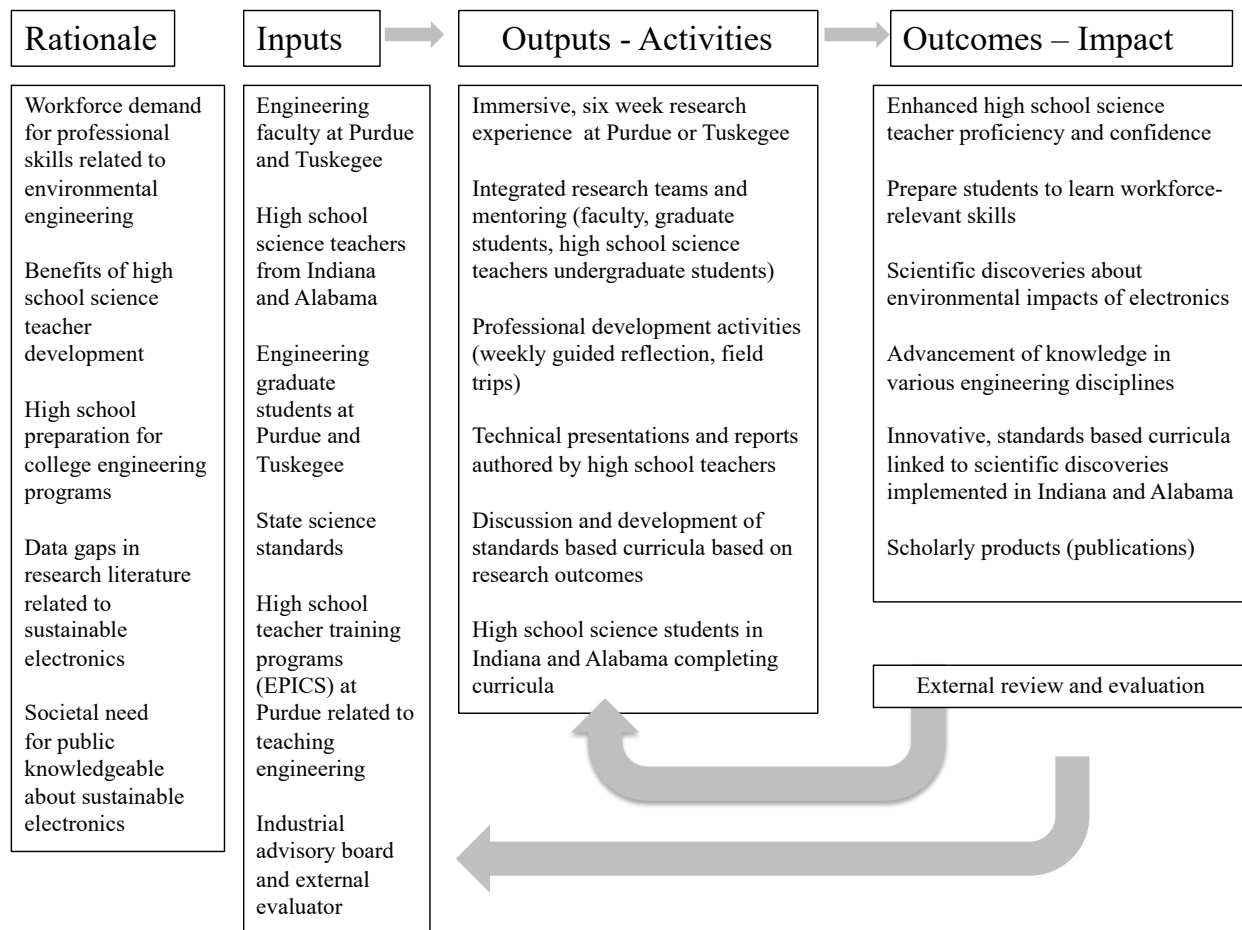 Rationale
Inputs
Outputs - Activities
Outcomes – Impact
Workforce demand
for professional
skills related to
environmental
engineering
Benefits of high
school science
teacher
development
High school
preparation for
college engineering
programs
Data gaps in
research literature
related to
sustainable
electronics
Societal need
for public
knowledgeable
about sustainable
electronics
Engineering
faculty at Purdue
and Tuskegee
High school
science teachers
from Indiana
and Alabama
Engineering
graduate
students at
Purdue and
Tuskegee
State science
standards
High school
teacher training
programs
(EPICS) at
Purdue related to
teaching
engineering
Industrial
advisory board
and external
evaluator
Immersive, six week research
experience at Purdue or Tuskegee
Integrated research teams and
mentoring (faculty, graduate
students, high school science
teachers undergraduate students)
Professional development activities
(weekly guided reflection, field
trips)
Technical presentations and reports
authored by high school teachers
Discussion and development of
standards based curricula based on
research outcomes
High school science students in
Indiana and Alabama completing
curricula
Enhanced high school science
teacher proficiency and confidence
Prepare students to learn workforce-
relevant skills
Scientific discoveries about
environmental impacts of electronics
Advancement of knowledge in
various engineering disciplines
Innovative, standards based curricula
linked to scientific discoveries
implemented in Indiana and Alabama
Scholarly products (publications)
External review and evaluation